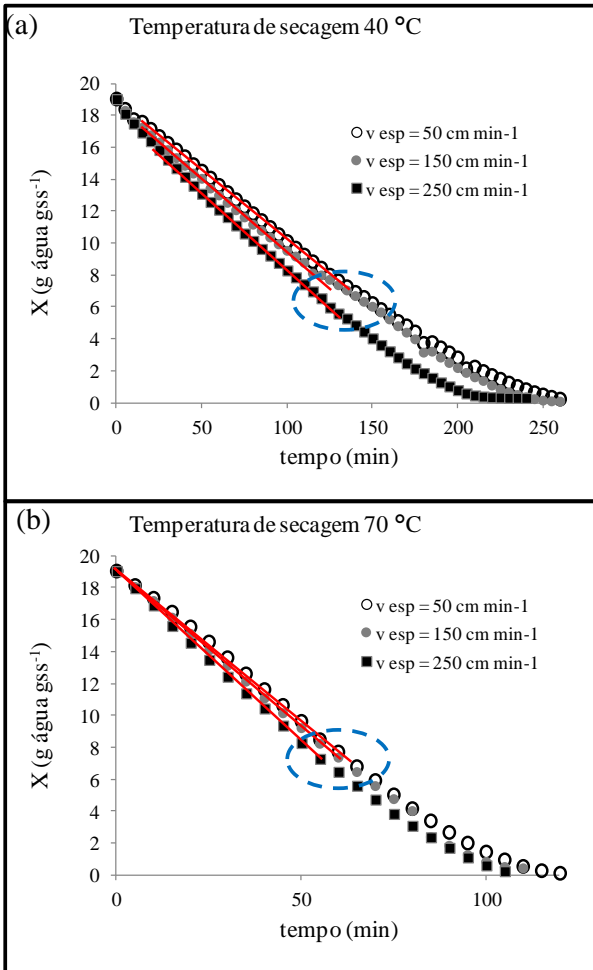 (a)
Temperatura de secagem 40 °C
20
18
16
14
12
10
8
6
4
2
0
X (g água gss⁻¹)
v esp = 50 cm min-1
v esp = 150 cm min-1
v esp = 250 cm min-1
0 50 100 150 200 250
tempo (min)
(b)
Temperatura de secagem 70 °C
20
18
16
14
12
10
8
6
4
2
0
X (g água gss⁻¹)
v esp = 50 cm min-1
v esp = 150 cm min-1
v esp = 250 cm min-1
0 50 100
tempo (min)